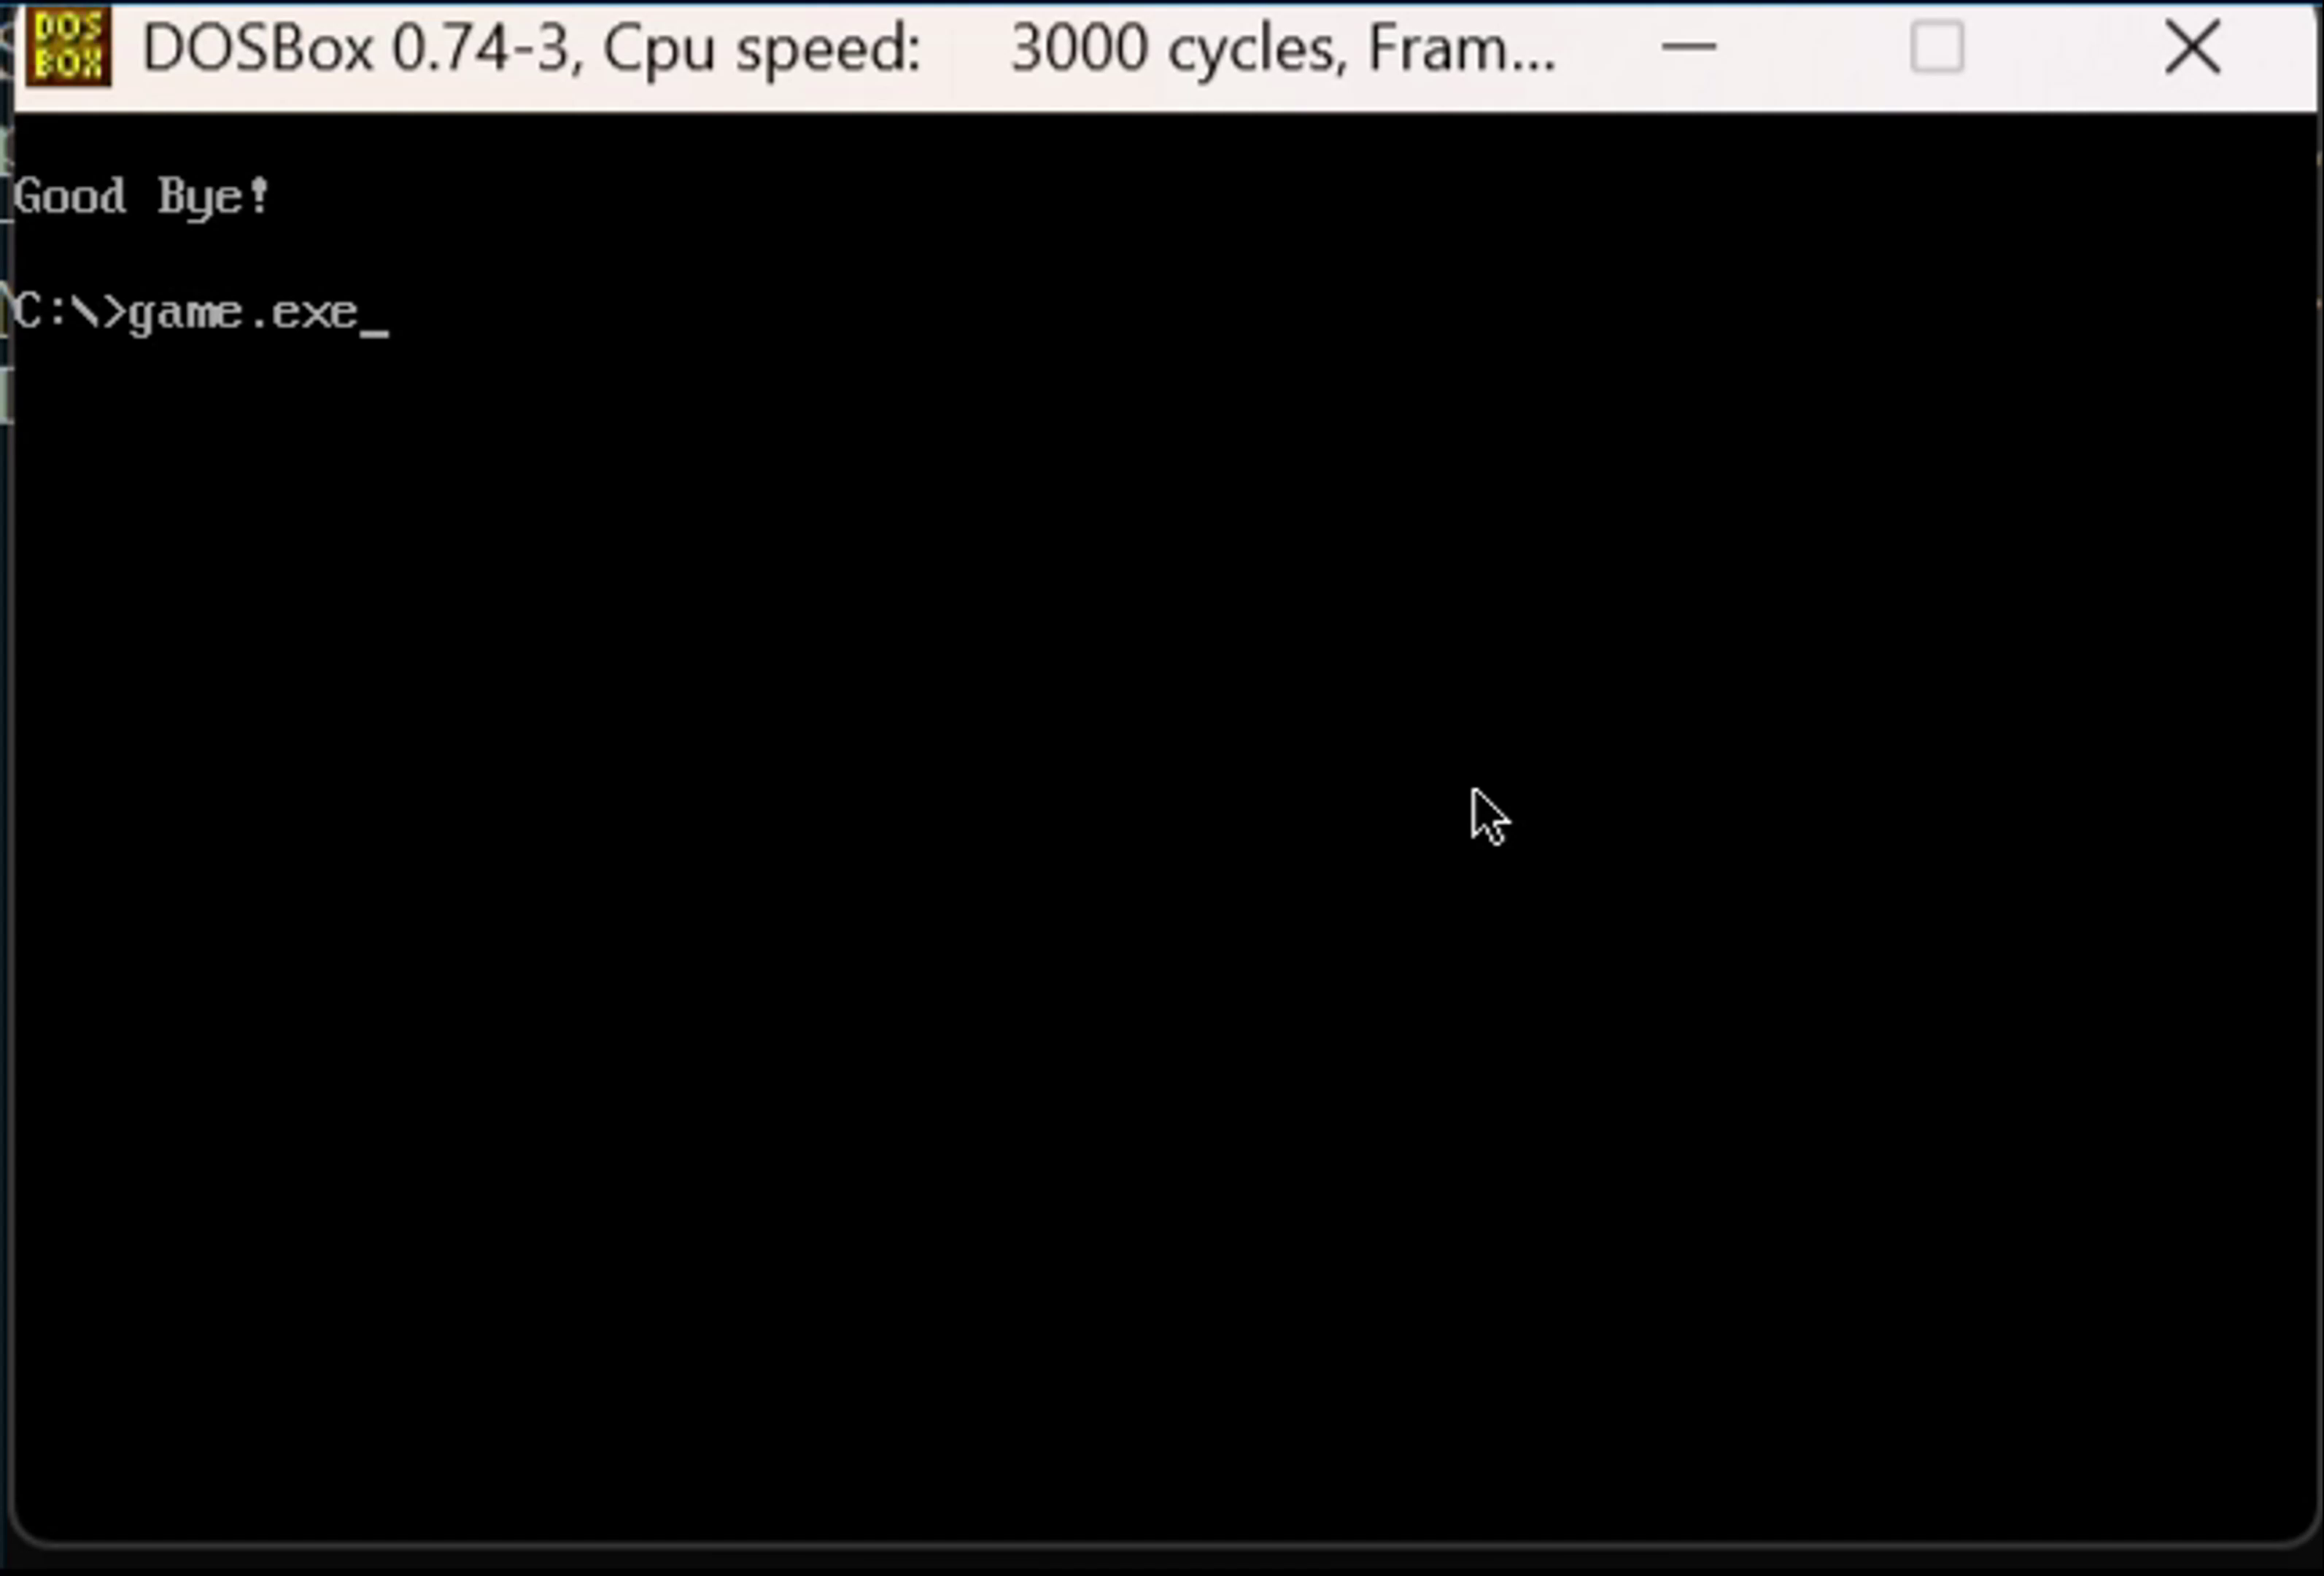 DOS
BOX
DOSBox 0.74-3, Cpu speed: 3000 cycles, Fram...
Good Bye!
C:\>game.exe_